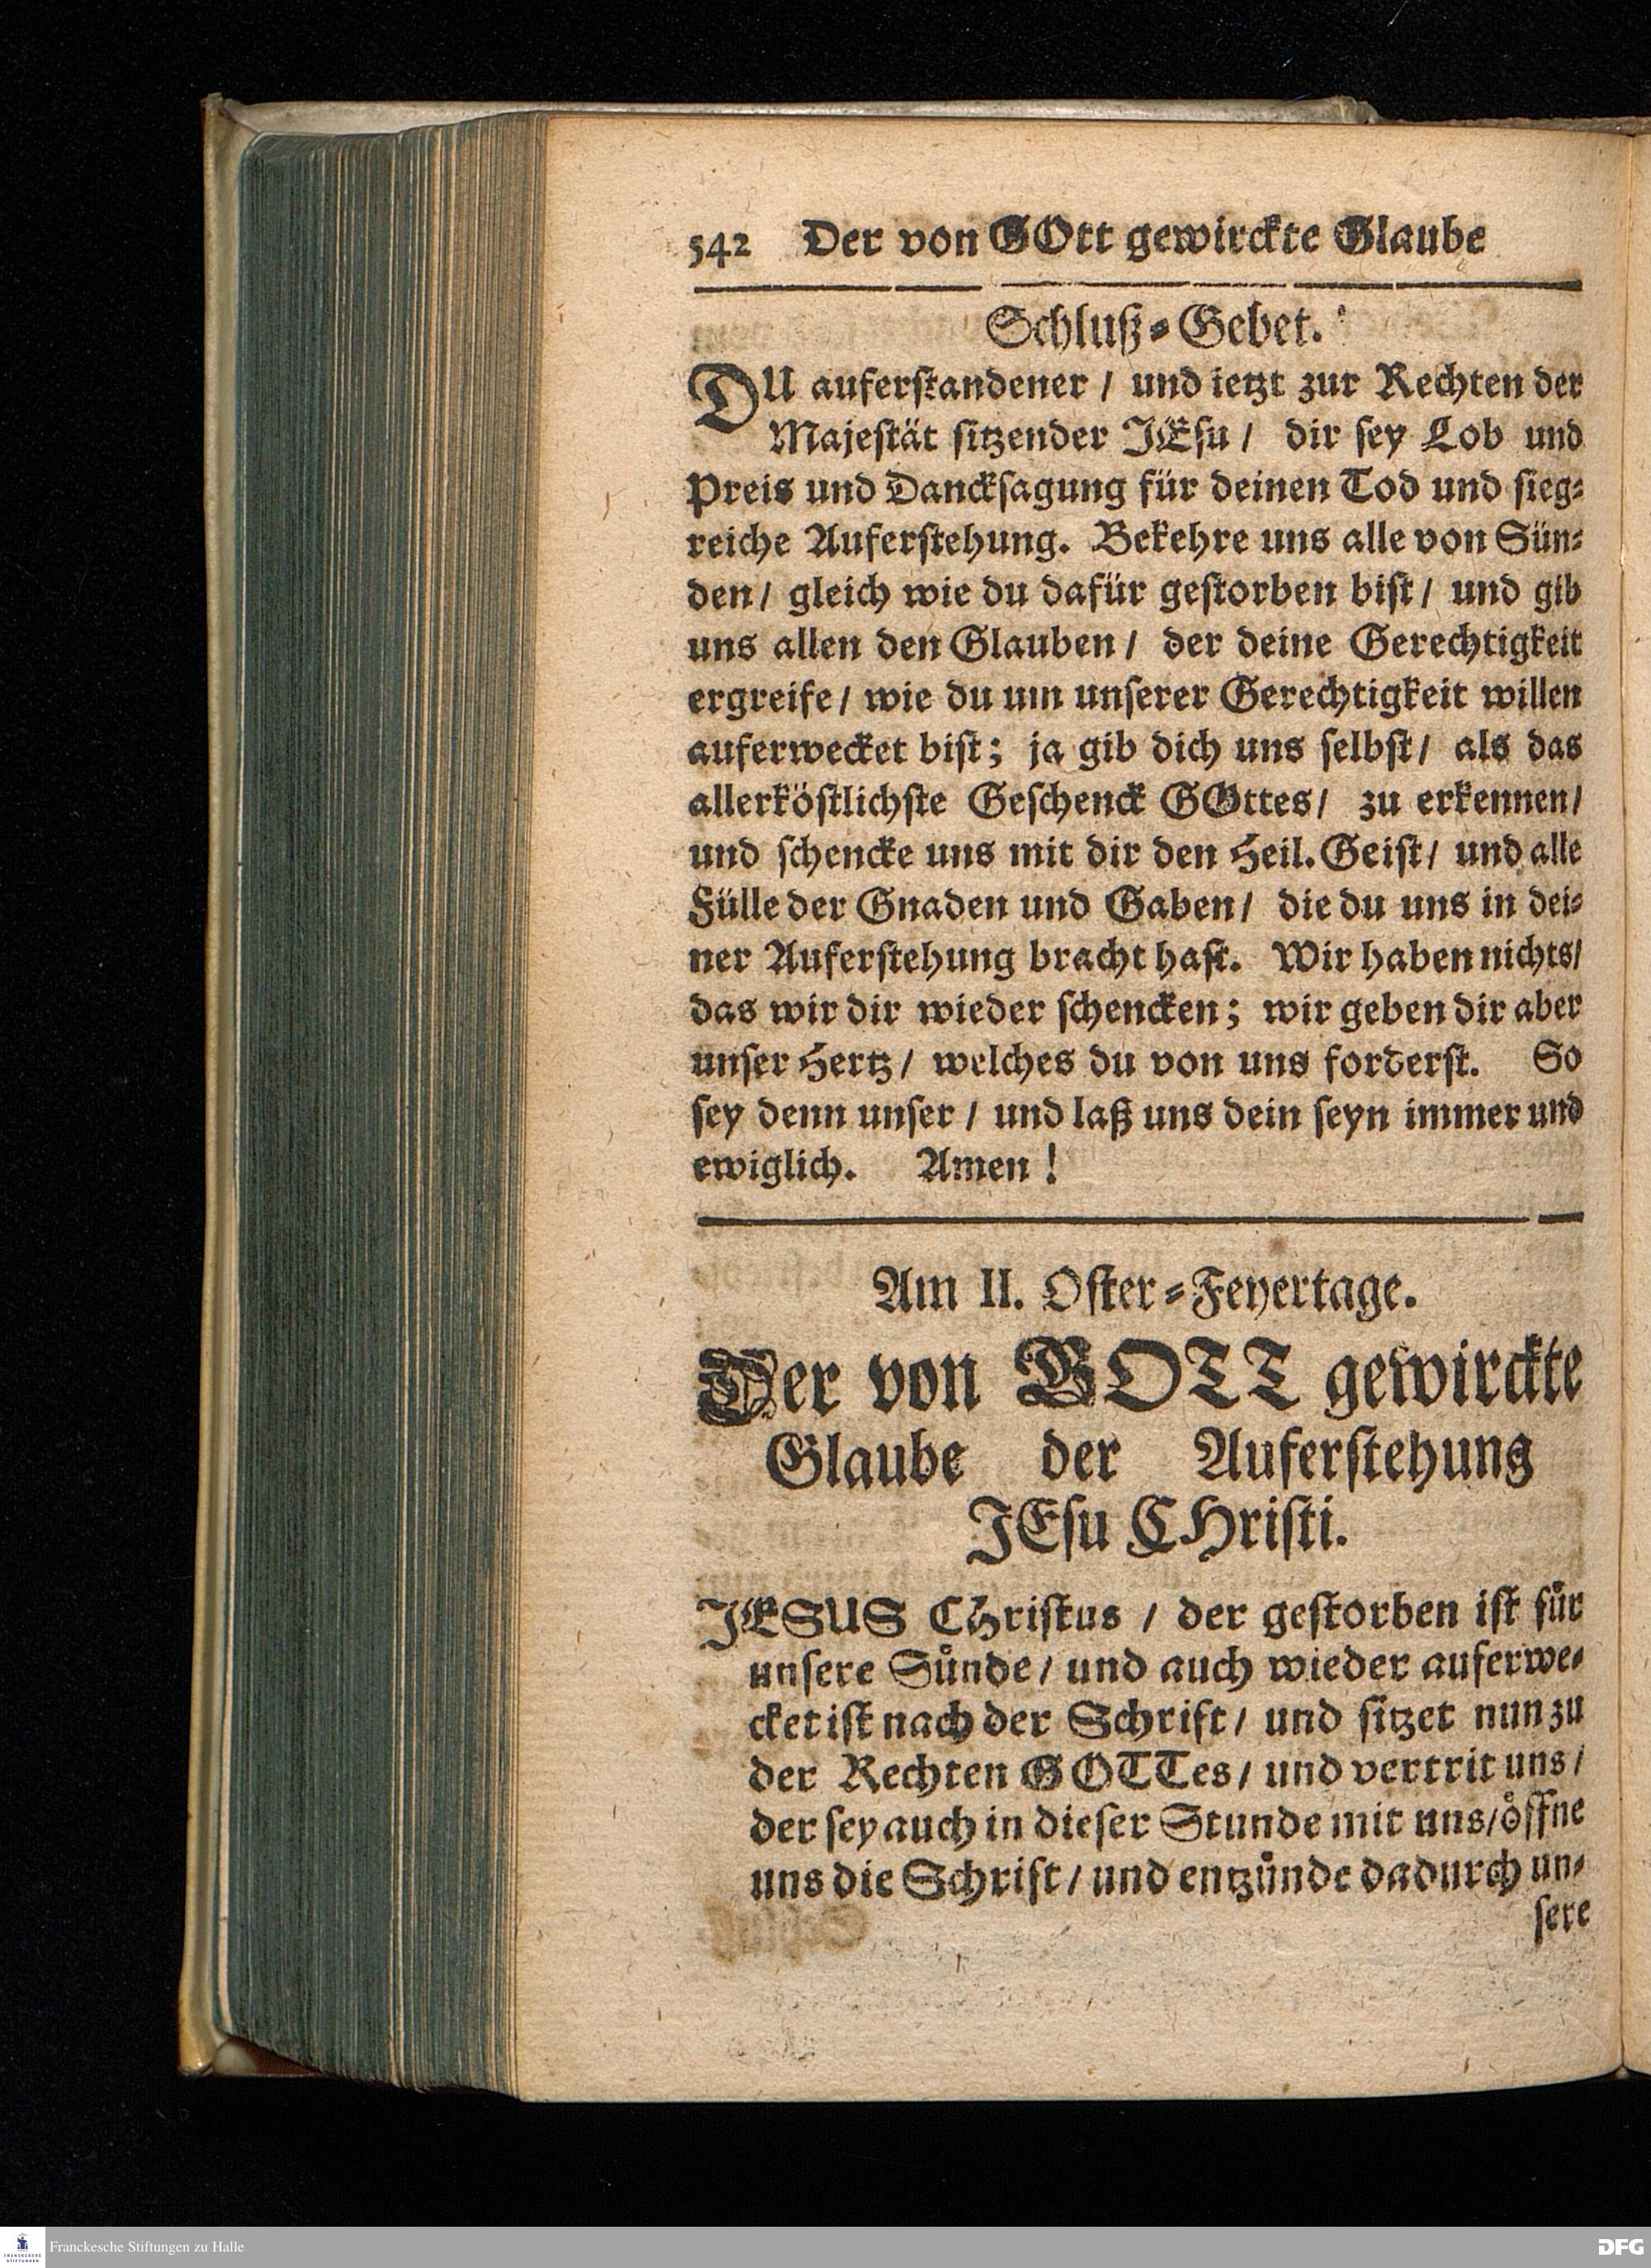 542 Der von GOtt gewirckte Glaube
Schluß-Gebet.
DU auferstandener / und ietzt zur Rechten der
Majestät sitzender JEsu / dir sey Lob und
Preis und Dancksagung für deinen Tod und sieg-
reiche Auferstehung. Bekehre uns alle von Sün-
den / gleich wie du dafür gestorben bist / und gib
uns allen den Glauben / der deine Gerechtigkeit
ergreife / wie du um unserer Gerechtigkeit willen
auferwecket bist; ja gib dich uns selbst / als das
allerköstlichste Geschenck GOttes / zu erkennen /
und schencke uns mit dir den Heil. Geist / und alle
Fülle der Gnaden und Gaben / die du uns in dei-
ner Auferstehung bracht hast. Wir haben nichts /
das wir dir wieder schencken; wir geben dir aber
unser Hertz / welches du von uns forderst. So
sey denn unser / und laß uns dein seyn immer und
ewiglich. Amen!
Am II. Oster-Feyertage.
Der von GOTT gewirckte
Glaube der Auferstehung
JEsu CHristi.
JESUS CHristus / der gestorben ist für
unsere Sünde / und auch wieder auferwe-
cket ist nach der Schrift / und sitzet nun zu
der Rechten GOTTes / und vertrit uns /
der sey auch in dieser Stunde mit uns / öffne
uns die Schrift / und entzünde dadurch un-
sere
FRANCKESCHE STIFTUNGEN
Franckesche Stiftungen zu Halle
DFG